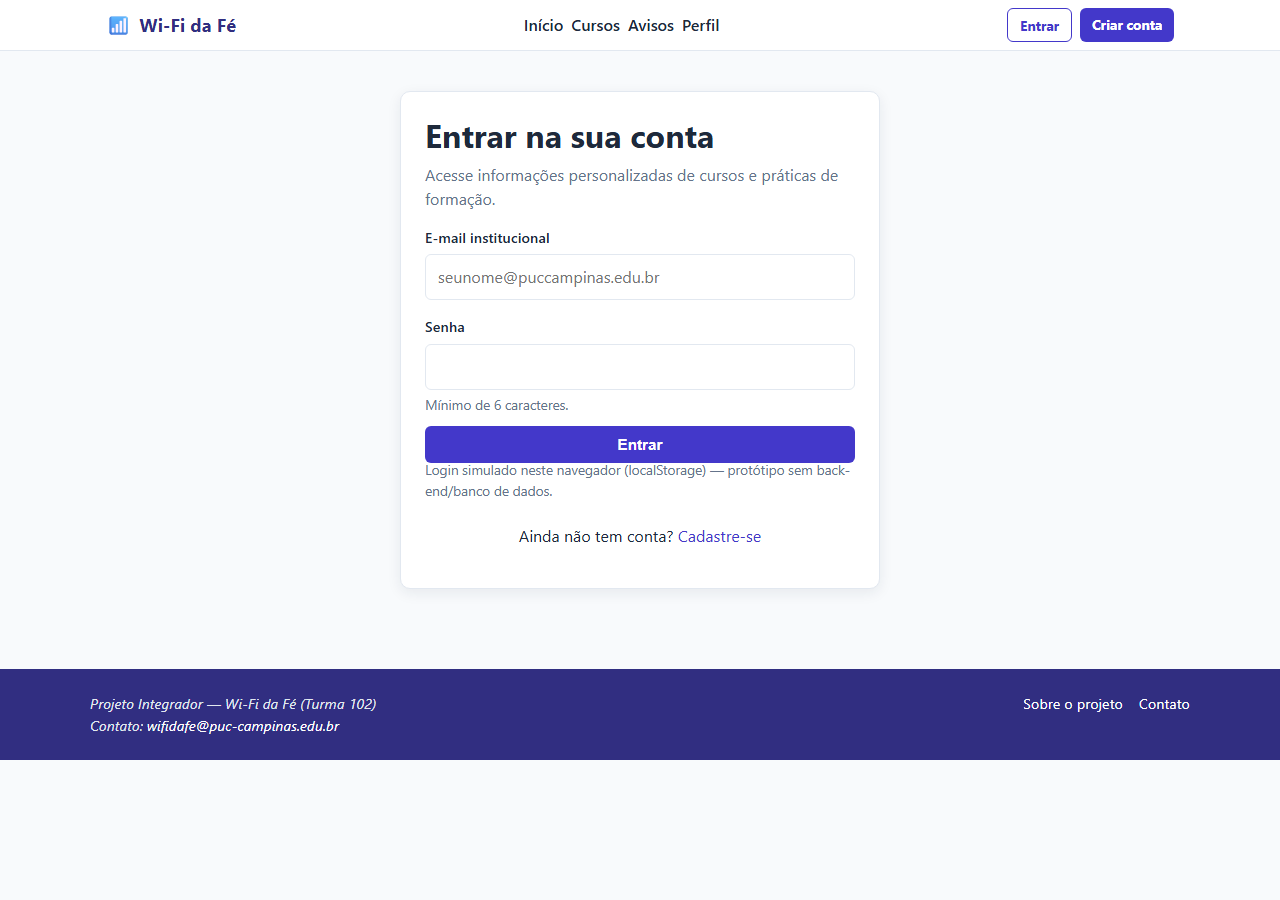 Wi-Fi da Fé
Início Cursos Avisos Perfil
Entrar Criar conta
Entrar na sua conta
Acesse informações personalizadas de cursos e práticas de
formação.
E-mail institucional
seunome@puccampinas.edu.br
Senha
Mínimo de 6 caracteres.
Entrar
Login simulado neste navegador (localStorage) — protótipo sem back-
end/banco de dados.
Ainda não tem conta? Cadastre-se
Projeto Integrador — Wi-Fi da Fé (Turma 102)
Contato: wifidafe@puc-campinas.edu.br
Sobre o projeto Contato